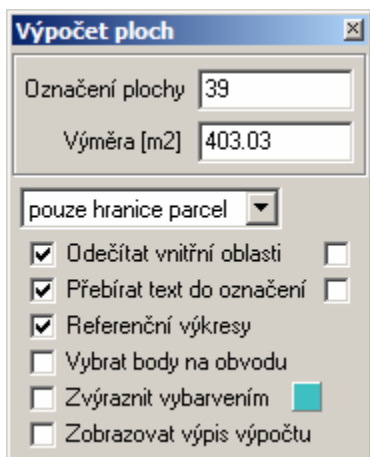 Výpočet ploch
Označení plochy 39
Výměra [m2] 403.03
pouze hranice parcel
Odečítat vnitřní oblasti
Přebírat text do označení
Referenční výkresy
Vybrat body na obvodu
Zvýraznit vybarvením
Zobrazovat výpis výpočtu